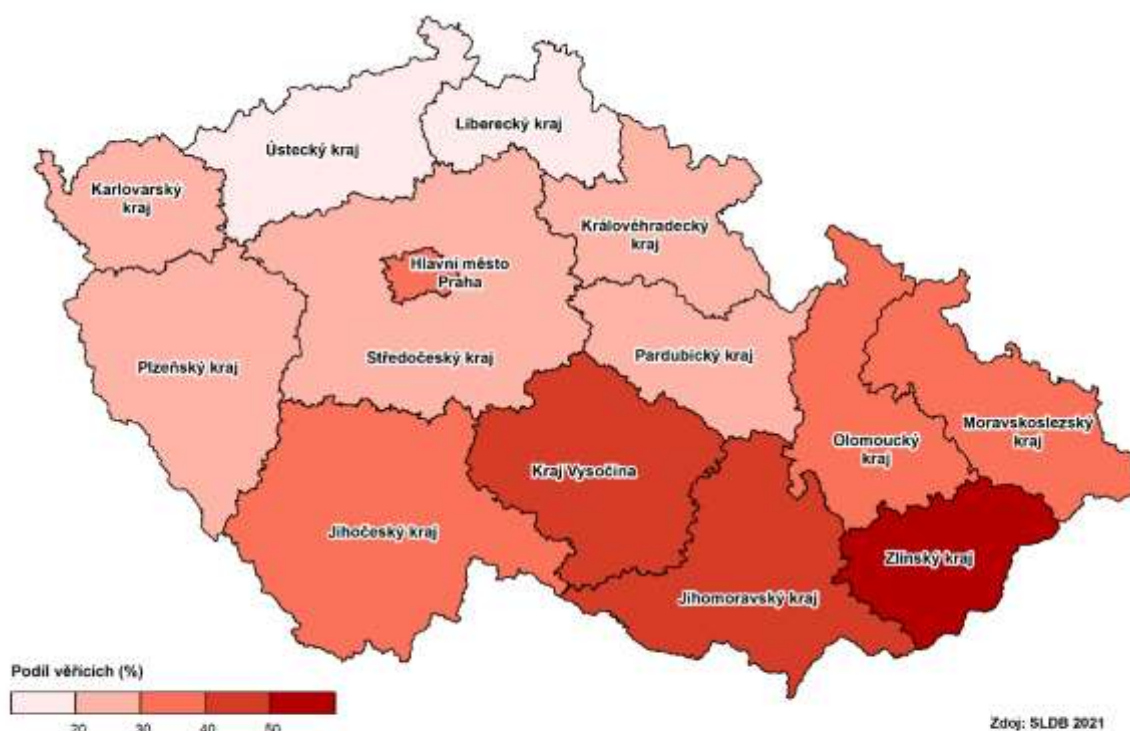 Liberecký kraj
Ústecký kraj
Karlovarský
kraj
Královéhradecký
kraj
Hlavní město
Praha
Plzeňský kraj
Středočeský kraj
Pardubický kraj
Moravskoslezský
kraj
Olomoucký
kraj
Kraj Vysočina
Jihočeský kraj
Zlínský kraj
Jihomoravský kraj
Podíl věřících (%)
20 30 40 50
Zdoj: SLDB 2021